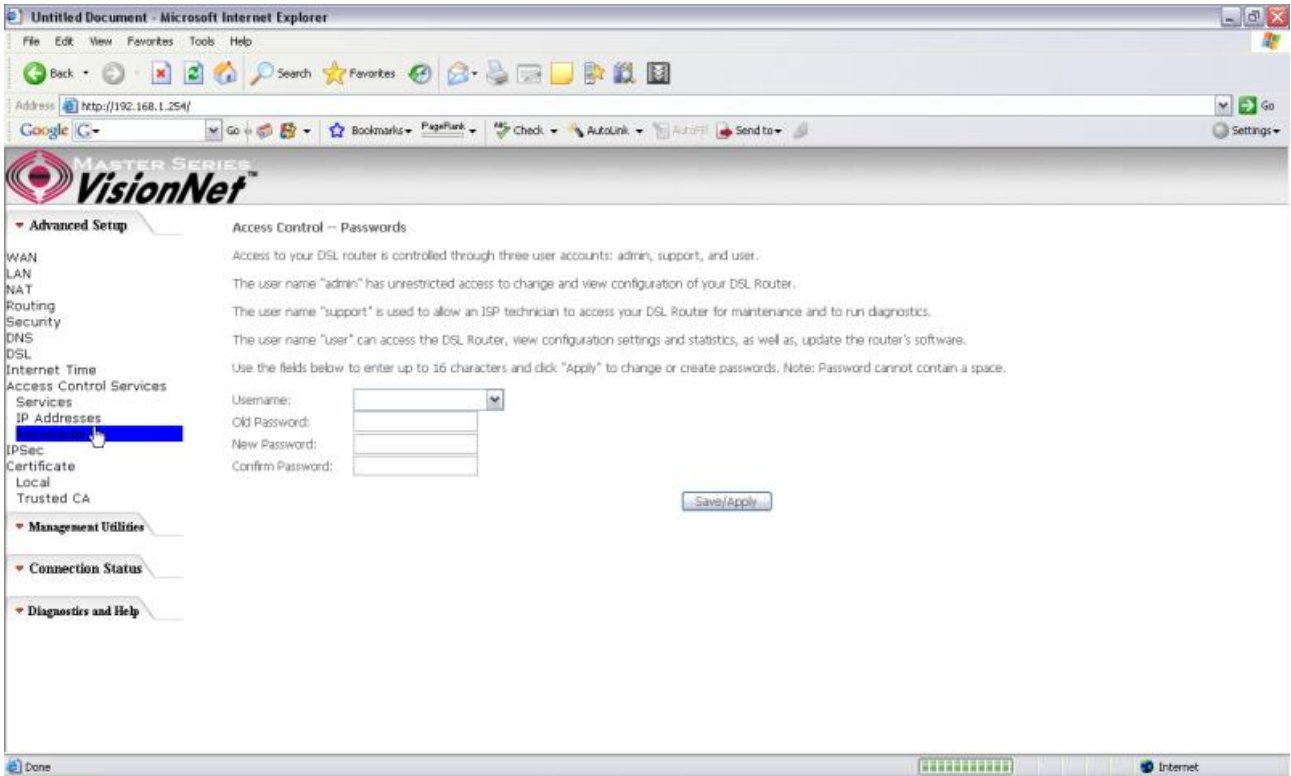 Untitled Document - Microsoft Internet Explorer
File Edit View Favorites Tools Help
Back Search Favorites
Address http://192.168.1.254/ Go
Google G Go Bookmarks PageRank Check AutoLink AutoFill Send to Settings
MASTER SERIES
VisionNet™
Advanced Setup
WAN
LAN
NAT
Routing
Security
DNS
DSL
Internet Time
Access Control Services
Services
IP Addresses
IPSec
Certificate
Local
Trusted CA
Management Utilities
Connection Status
Diagnostics and Help
Access Control -- Passwords
Access to your DSL router is controlled through three user accounts: admin, support, and user.
The user name "admin" has unrestricted access to change and view configuration of your DSL Router.
The user name "support" is used to allow an ISP technician to access your DSL Router for maintenance and to run diagnostics.
The user name "user" can access the DSL Router, view configuration settings and statistics, as well as, update the router's software.
Use the fields below to enter up to 16 characters and click "Apply" to change or create passwords. Note: Password cannot contain a space.
Username:
Old Password:
New Password:
Confirm Password:
Save/Apply
Done Internet